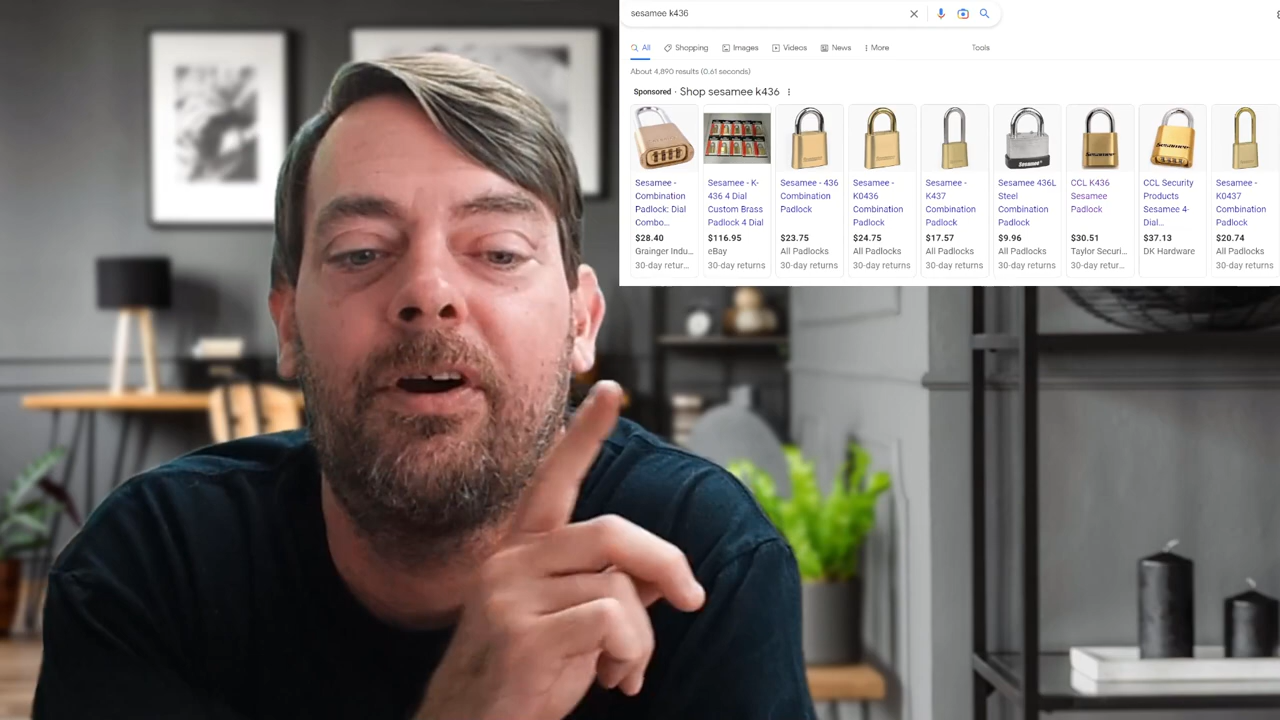 sesamee k436
All
Shopping
Images
Videos
News
More
Tools
About 4,890 results (0.61 seconds)
Sponsored · Shop sesamee k436
Sesamee -
Combination
Padlock: Dial
Combo...
$28.40
Grainger Indu...
30-day retur...
Sesamee - K-
436 4 Dial
Custom Brass
Padlock 4 Dial
$116.95
eBay
30-day returns
Sesamee - 436
Combination
Padlock
$23.75
All Padlocks
30-day returns
Sesamee -
K0436
Combination
Padlock
$24.75
All Padlocks
30-day returns
Sesamee -
K437
Combination
Padlock
$17.57
All Padlocks
30-day returns
Sesamee 436L
Steel
Combination
Padlock
$9.96
All Padlocks
30-day returns
Sesamee
CCL K436
Sesamee
Padlock
$30.51
Taylor Securi...
30-day retur...
Sesamee
CCL Security
Products
Sesamee 4-
Dial...
$37.13
DK Hardware
Sesamee -
K0437
Combination
Padlock
$20.74
All Padlocks
30-day returns